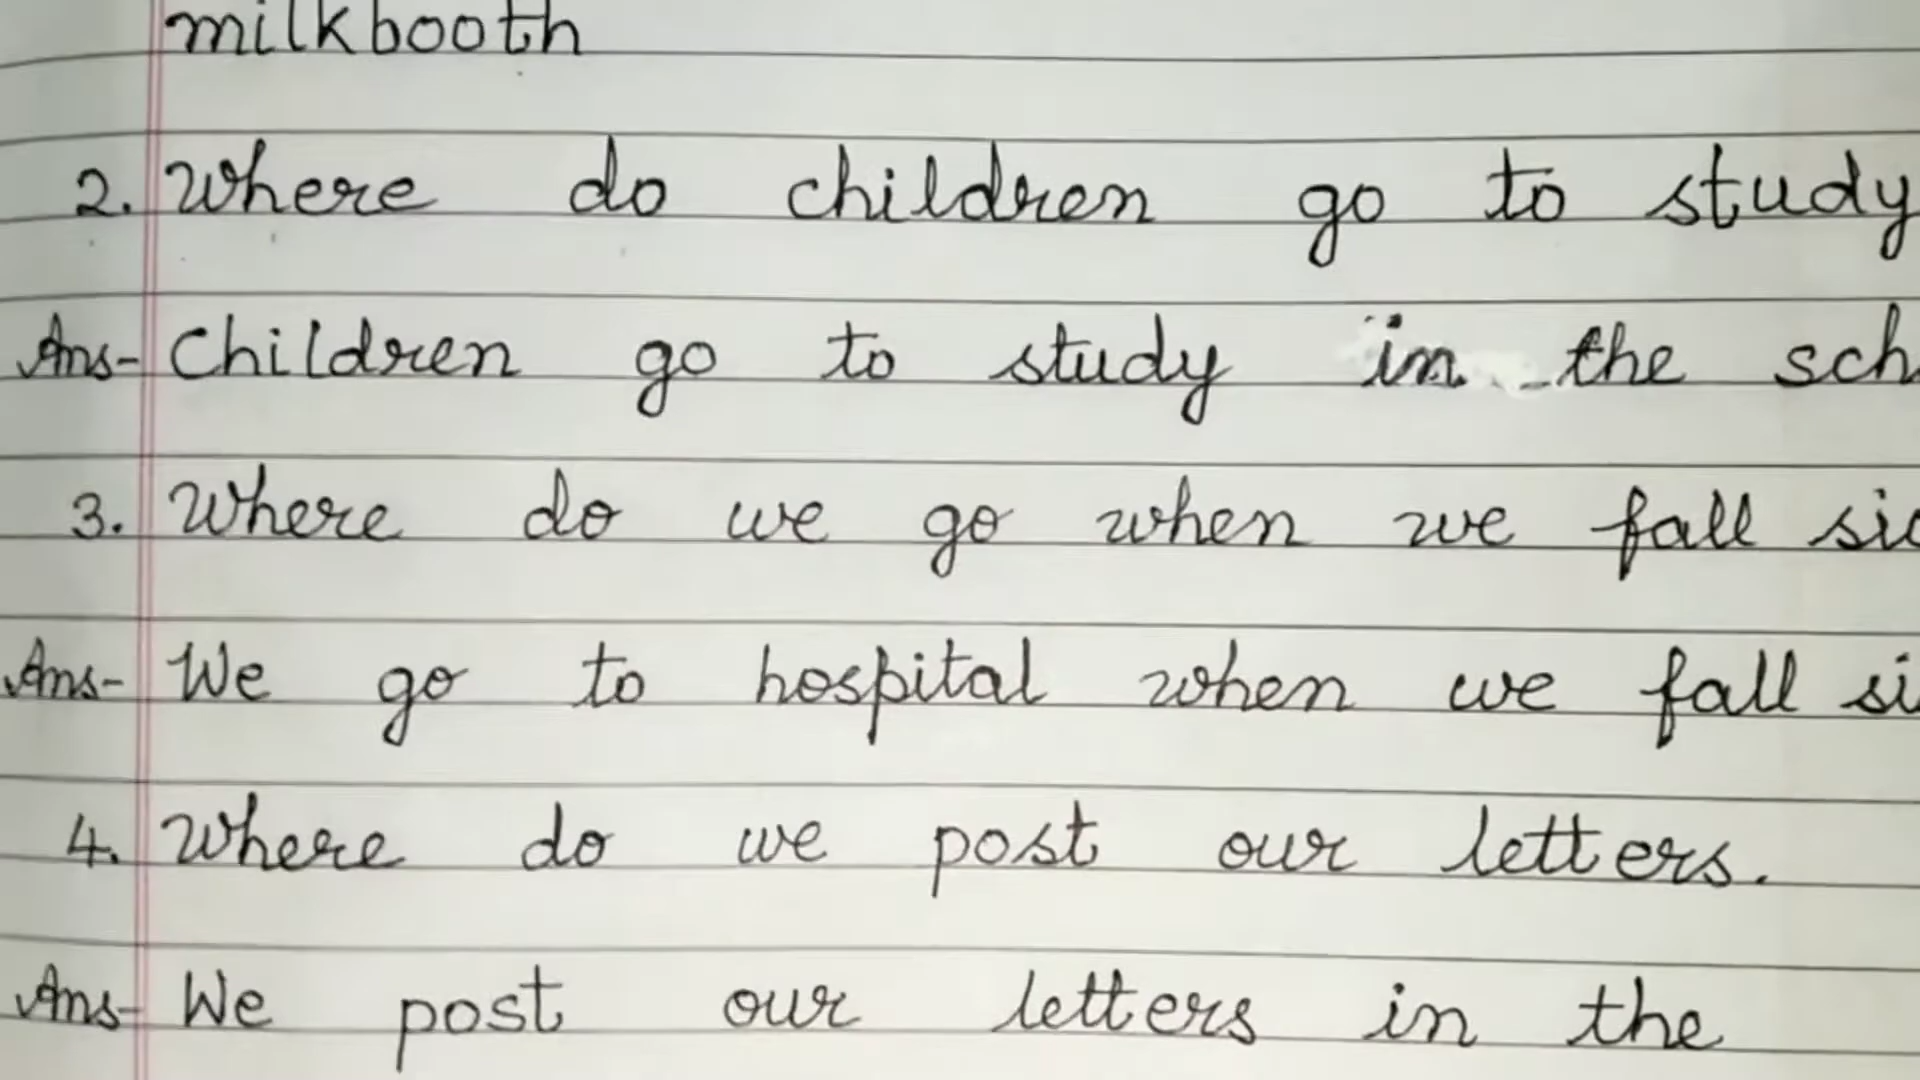 milkbooth
2. Where do children go to study
Ans- Children go to study in the
3. Where do we go when we fall
Ans- We go to hospital when we fall
4. Where do we post our letters.
Ans- We post our letters in the